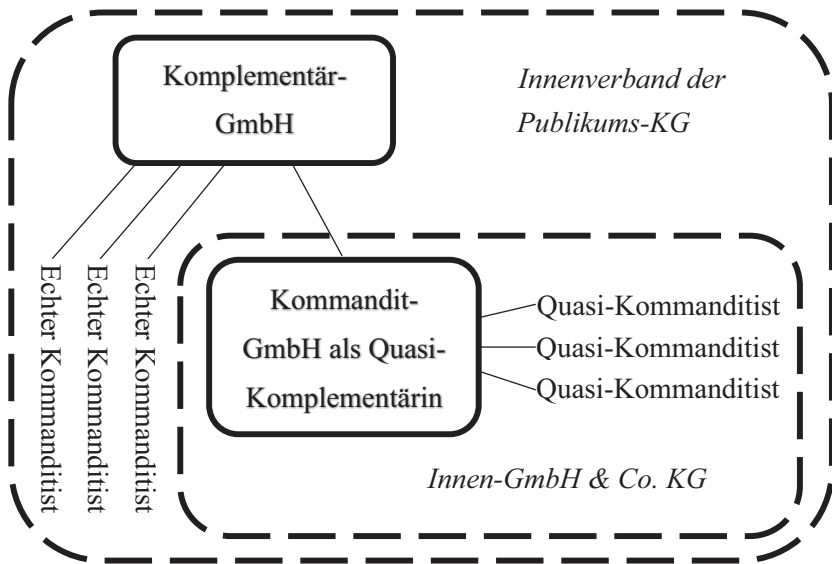 Komplementär-
GmbH
Innenverband der
Publikums-KG
Echter Kommanditist
Echter Kommanditist
Echter Kommanditist
Kommandit-
GmbH als Quasi-
Komplementärin
Quasi-Kommanditist
Quasi-Kommanditist
Quasi-Kommanditist
Innen-GmbH & Co. KG